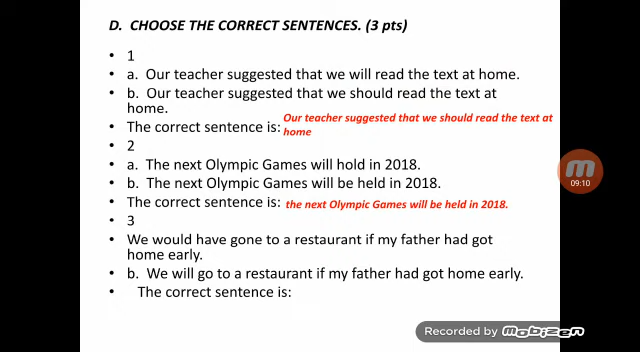 D. CHOOSE THE CORRECT SENTENCES. (3 pts)
• 1
• a. Our teacher suggested that we will read the text at home.
• b. Our teacher suggested that we should read the text at
home.
• The correct sentence is: Our teacher suggested that we should read the text at
home
• 2
• a. The next Olympic Games will hold in 2018.
• b. The next Olympic Games will be held in 2018.
• The correct sentence is: the next Olympic Games will be held in 2018.
• 3
• We would have gone to a restaurant if my father had got
home early.
• b. We will go to a restaurant if my father had got home early.
• The correct sentence is:
09:10
Recorded by Mobizen